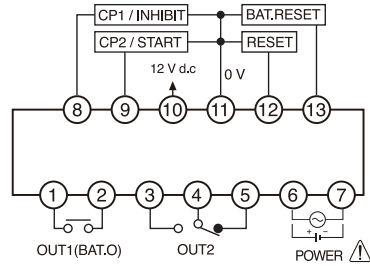 CP1 / INHIBIT BAT.RESET
CP2 / START RESET
12 V d.c 0 V
8 9 10 11 12 13
1 2 3 4 5 6 7
+ −
OUT1(BAT.O) OUT2 POWER